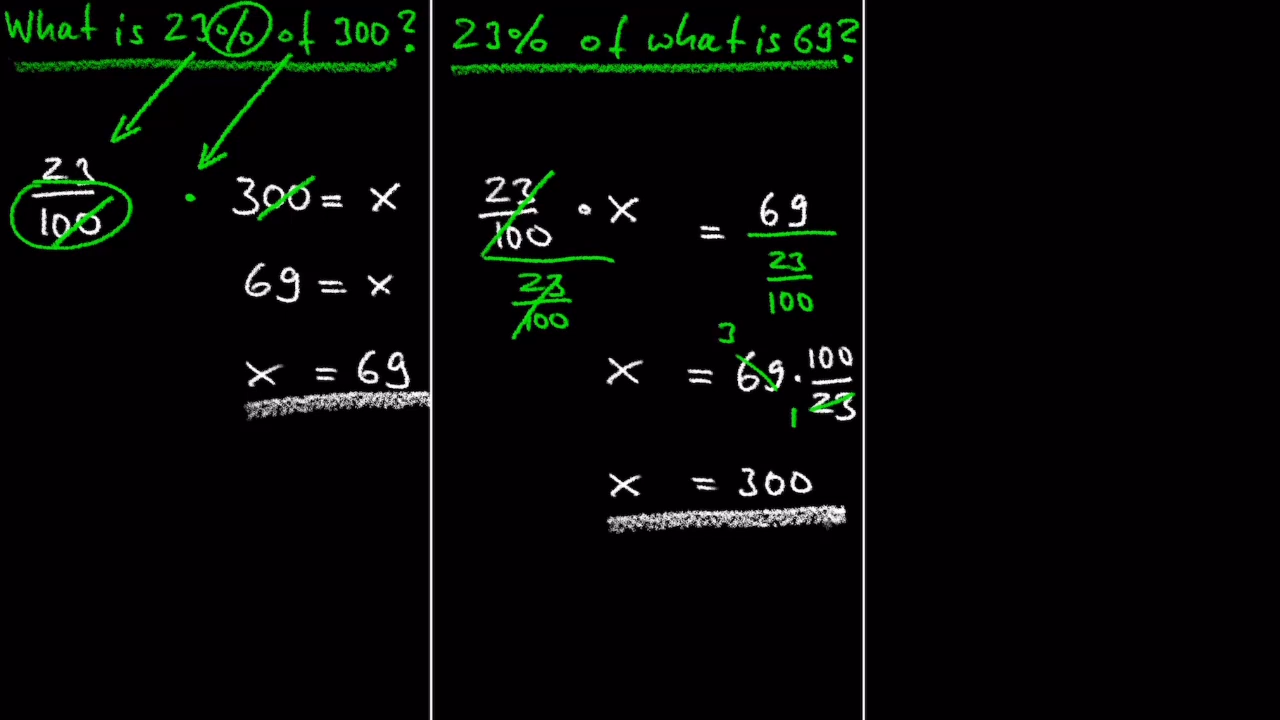 What is 23% of 300?
23
100
· 300 = x
69 = x
x = 69
23% of what is 69?
23
100
· x
23
100
= 69
23
100
3
x = 69 · 100
23
1
x = 300